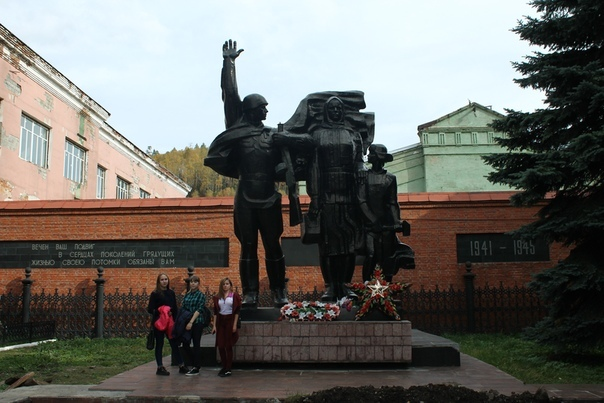 ВЕЧЕН ВАШ ПОДВИГ
В СЕРДЦАХ ПОКОЛЕНИЙ ГРЯДУЩИХ
ЖИЗНЬЮ СВОЕЮ ПОТОМКИ ОБЯЗАНЫ ВАМ
1941 - 1945